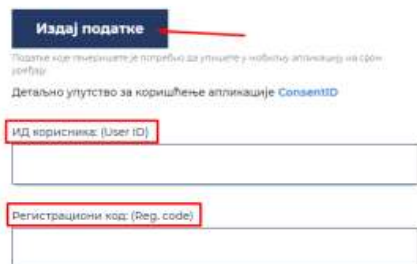 Издај податке
Податке које генеришете је потребно да упишете у мобилну апликацију на свом
уређају
Детаљно упутство за коришћење апликације ConsentID
ИД корисника: (User ID)
Регистрациони код: (Reg. code)